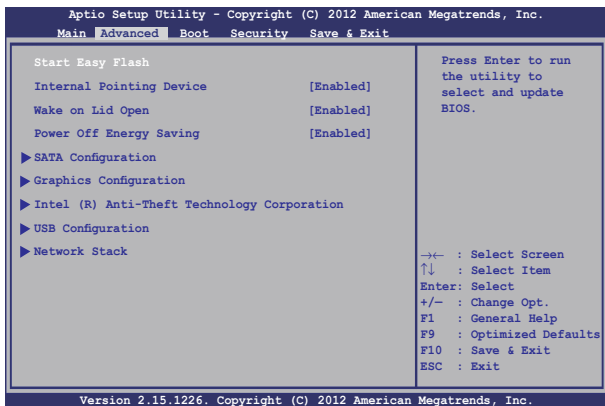 Aptio Setup Utility - Copyright (C) 2012 American Megatrends, Inc.
Main Advanced Boot Security Save & Exit
Start Easy Flash
Internal Pointing Device [Enabled]
Wake on Lid Open [Enabled]
Power Off Energy Saving [Enabled]
SATA Configuration
Graphics Configuration
Intel (R) Anti-Theft Technology Corporation
USB Configuration
Network Stack
Press Enter to run
the utility to
select and update
BIOS.
→← : Select Screen
↑↓ : Select Item
Enter: Select
+/— : Change Opt.
F1 : General Help
F9 : Optimized Defaults
F10 : Save & Exit
ESC : Exit
Version 2.15.1226. Copyright (C) 2012 American Megatrends, Inc.